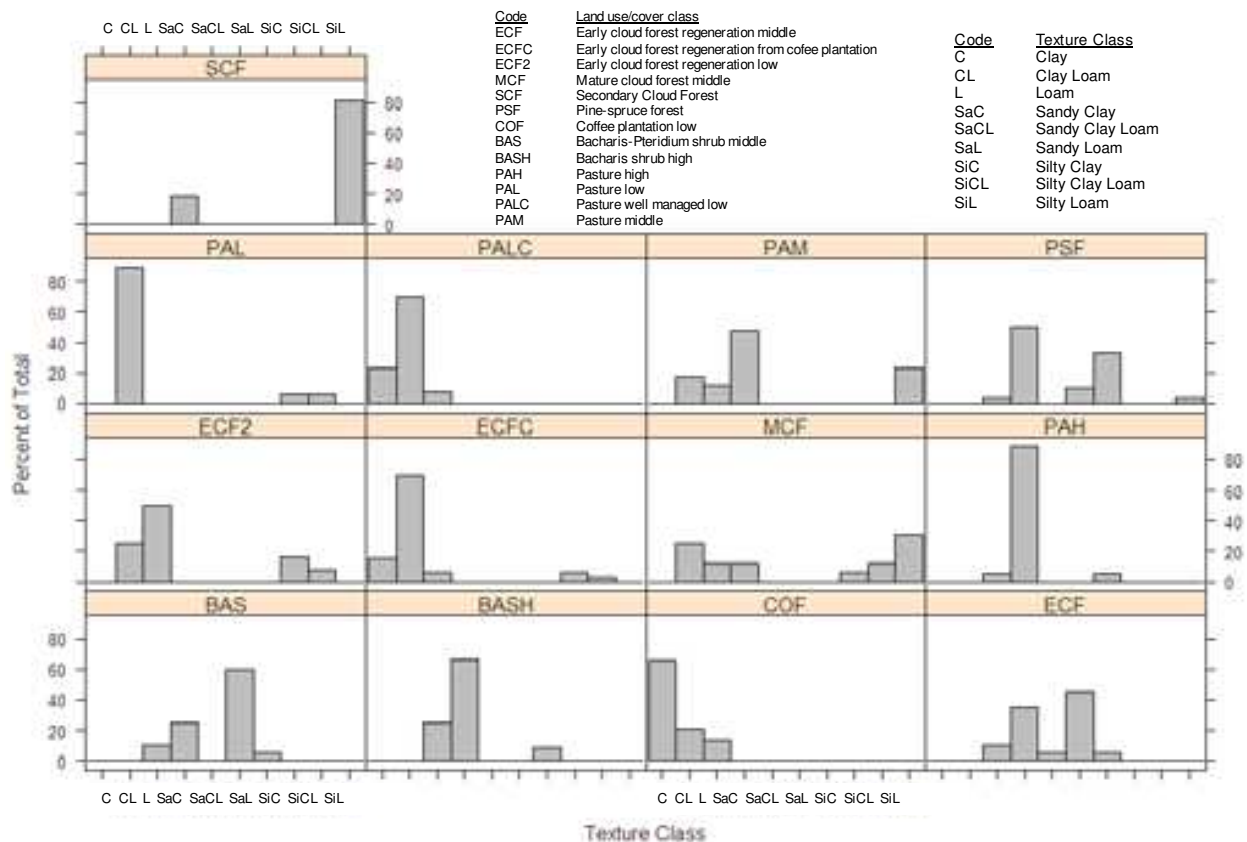 C CL L SaC SaCL SaL SiC SiCL SiL
Code Land use/cover class
ECF Early cloud forest regeneration middle
ECFC Early cloud forest regeneration from cofee plantation
ECF2 Early cloud forest regeneration low
MCF Mature cloud forest middle
SCF Secondary Cloud Forest
PSF Pine-spruce forest
COF Coffee plantation low
BAS Bacharis-Pteridium shrub middle
BASH Bacharis shrub high
PAH Pasture high
PAL Pasture low
PALC Pasture well managed low
PAM Pasture middle
Code Texture Class
C Clay
CL Clay Loam
L Loam
SaC Sandy Clay
SaCL Sandy Clay Loam
SaL Sandy Loam
SiC Silty Clay
SiCL Silty Clay Loam
SiL Silty Loam
SCF
80
60
40
20
0
PAL PALC PAM PSF
80
60
40
20
0
Percent of Total
ECF2 ECFC MCF PAH
80
60
40
20
0
BAS BASH COF ECF
80
60
40
20
0
C CL L SaC SaCL SaL SiC SiCL SiL
C CL L SaC SaCL SaL SiC SiCL SiL
Texture Class